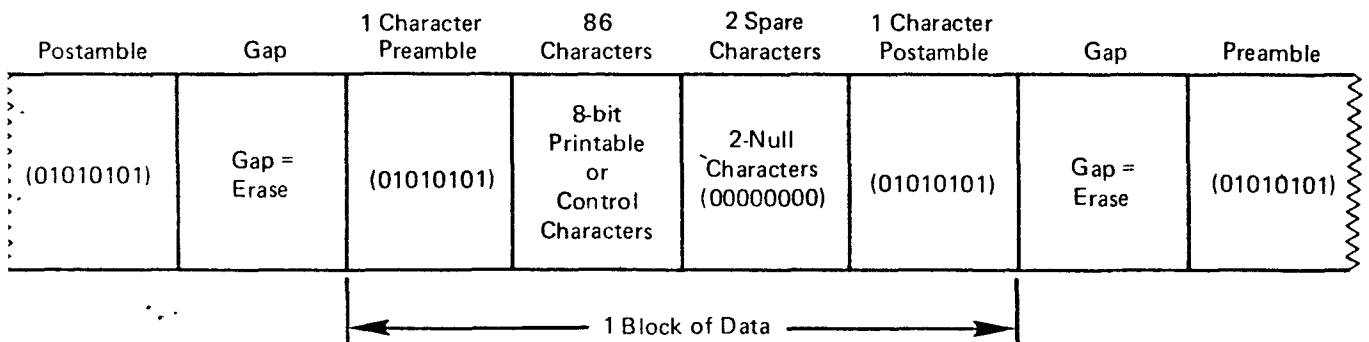 1 Character 86 2 Spare 1 Character
Postamble Gap Preamble Characters Characters Postamble Gap Preamble
(01010101)
Gap =
Erase
(01010101)
8-bit
Printable
or
Control
Characters
2-Null
Characters
(00000000)
(01010101)
Gap =
Erase
(01010101)
1 Block of Data